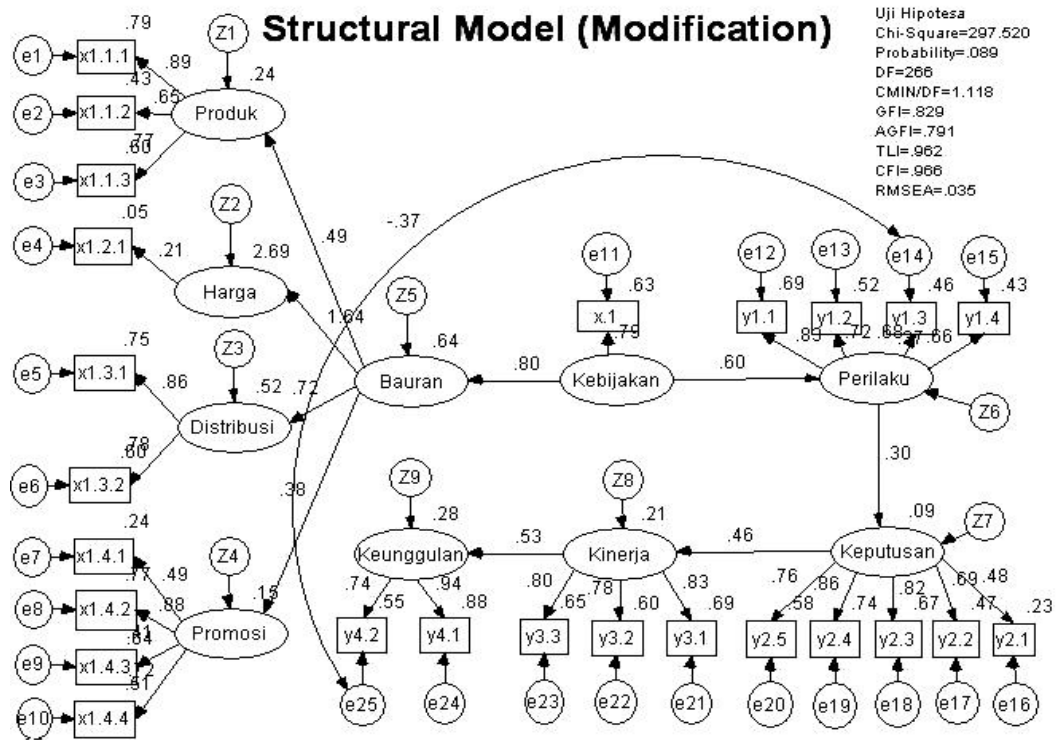 Structural Model (Modification)
Uji Hipotesa
Chi-Square=297.520
Probability=.089
DF=266
CMIN/DF=1.118
GFI=.829
AGFI=.791
TLI=.962
CFI=.966
RMSEA=.035
.79
e1 x1.1.1
.89
Z1
.24
.43
e2 x1.1.2
.65
Produk
.77
.60
e3 x1.1.3
.05
e4 x1.2.1
.21
Z2
2.69
Harga
.49
-.37
1.64
.75
e5 x1.3.1
.86
Z3
.52
.72
Distribusi
.78
.60
e6 x1.3.2
.38
.24
e7 x1.4.1
.49
Z4
.15
.77
e8 x1.4.2
.88
Promosi
e9 x1.4.3
.64
e10 x1.4.4
.51
Z5
.64
Bauran
.80
Kebijakan
.60
e11
.63
x.1
.79
e12 e13 e14 e15
.69 .52 .46 .43
y1.1 y1.2 y1.3 y1.4
.83 .72 .68 .66
Perilaku
Z6
.30
Z9
.28
Keunggulan
.53
Z8
.21
Kinerja
.46
.09
Keputusan
Z7
.74 .94 .80 .78 .83 .76 .86 .82 .69 .48
.55 .88 .65 .60 .69 .58 .74 .67 .47 .23
y4.2 y4.1 y3.3 y3.2 y3.1 y2.5 y2.4 y2.3 y2.2 y2.1
e25 e24 e23 e22 e21 e20 e19 e18 e17 e16